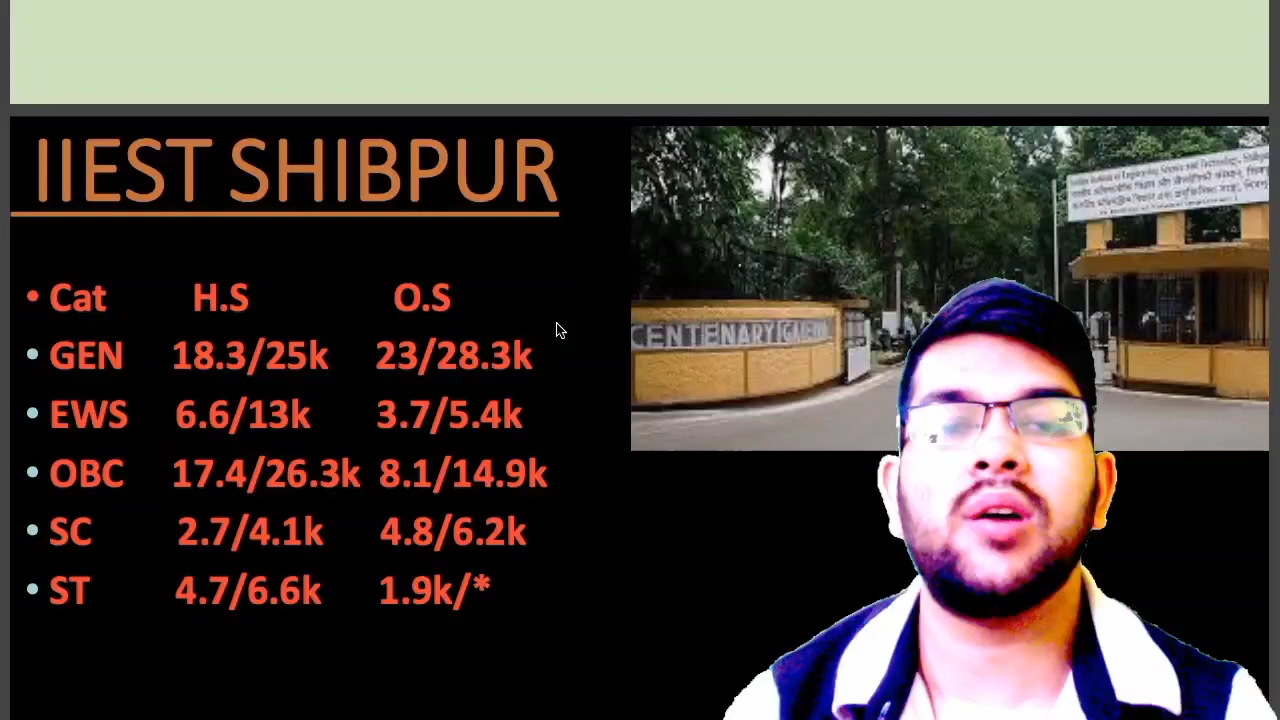 IIEST SHIBPUR
• Cat H.S O.S
• GEN 18.3/25k 23/28.3k
• EWS 6.6/13k 3.7/5.4k
• OBC 17.4/26.3k 8.1/14.9k
• SC 2.7/4.1k 4.8/6.2k
• ST 4.7/6.6k 1.9k/*
CENTENARY GATEWAY